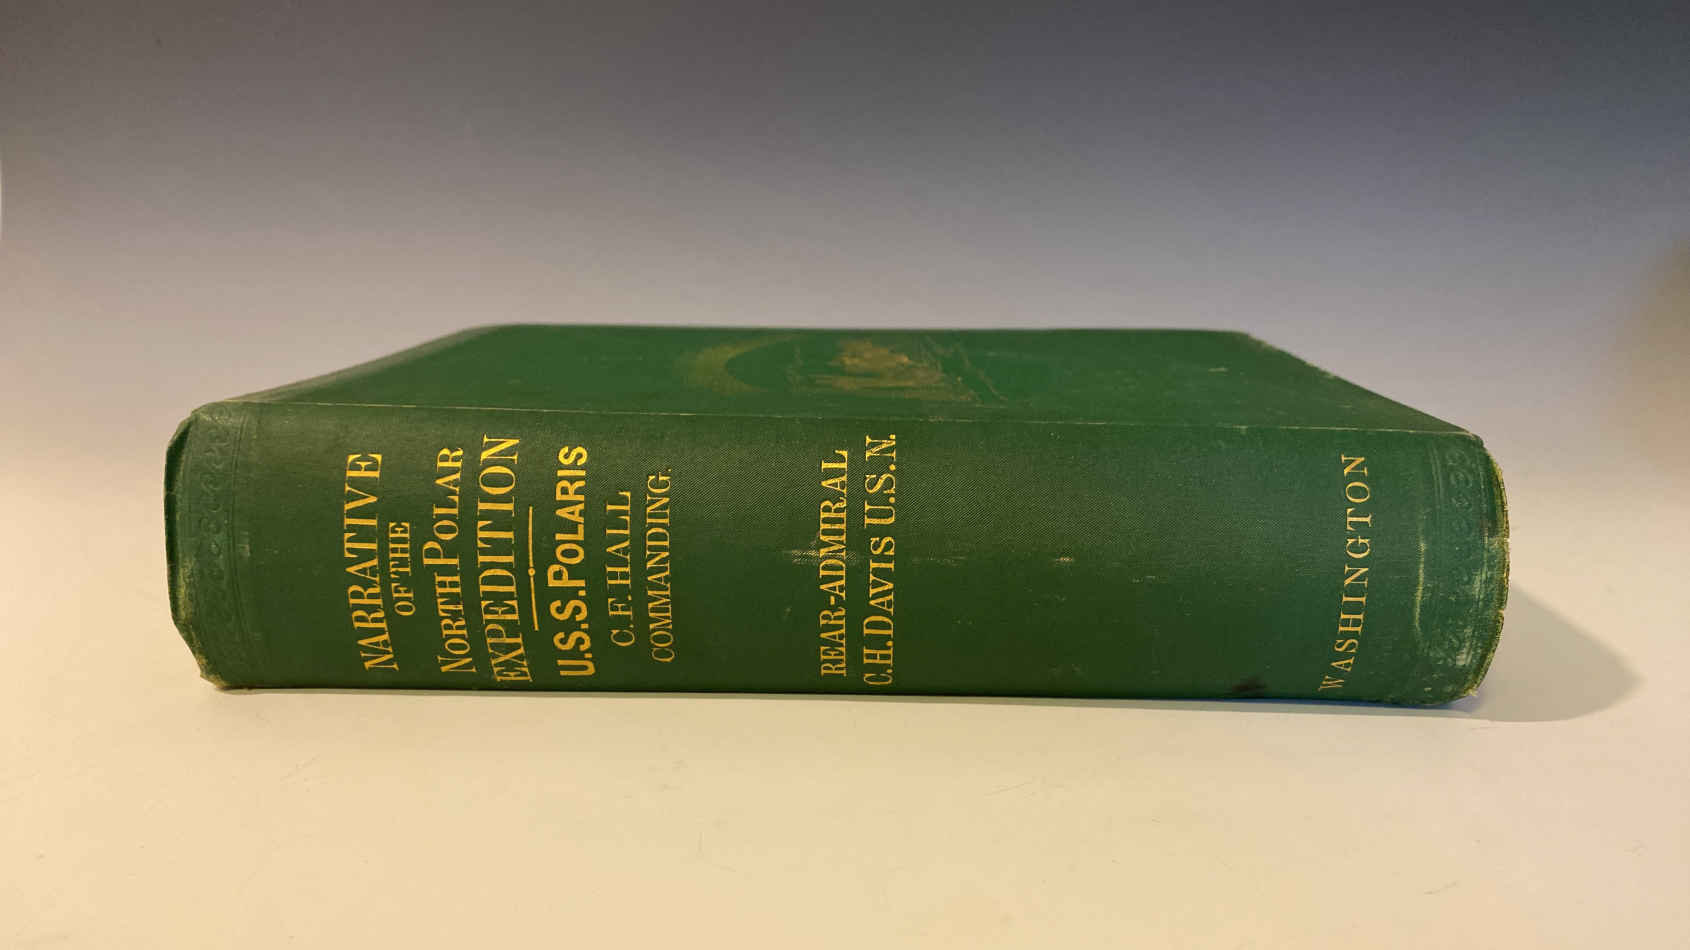 NARRATIVE
OF THE
NORTH POLAR
EXPEDITION
U.S.S. POLARIS
C. F. HALL
COMMANDING.
REAR-ADMIRAL
C.H. DAVIS U.S.N.
WASHINGTON